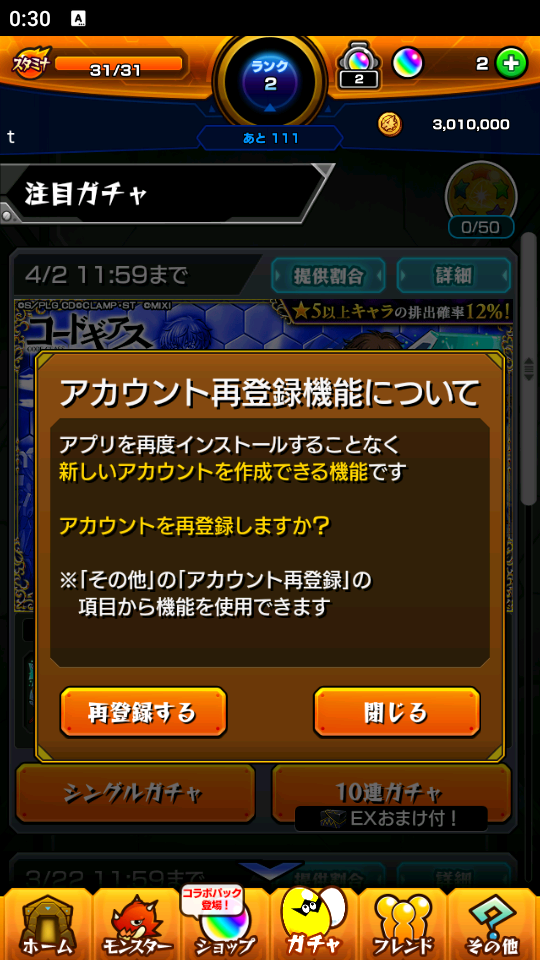 0:30
A
スタミナ
31/31
ランク
2
2
2
あと 111
3,010,000
t
注目ガチャ
0/50
4/2 11:59まで
提供割合
詳細
©S/PLG CD©CLAMP・ST ©MIXI
★5以上キャラの排出確率12%!
コードギアス
アカウント再登録機能について
アプリを再度インストールすることなく
新しいアカウントを作成できる機能です
アカウントを再登録しますか?
※「その他」の「アカウント再登録」の
項目から機能を使用できます
再登録する
閉じる
シングルガチャ
10連ガチャ
EXおまけ付！
3/22 11:59まで
提供割合
詳細
コラボパック
登場!
ホーム
モンスター
ショップ
ガチャ
フレンド
その他